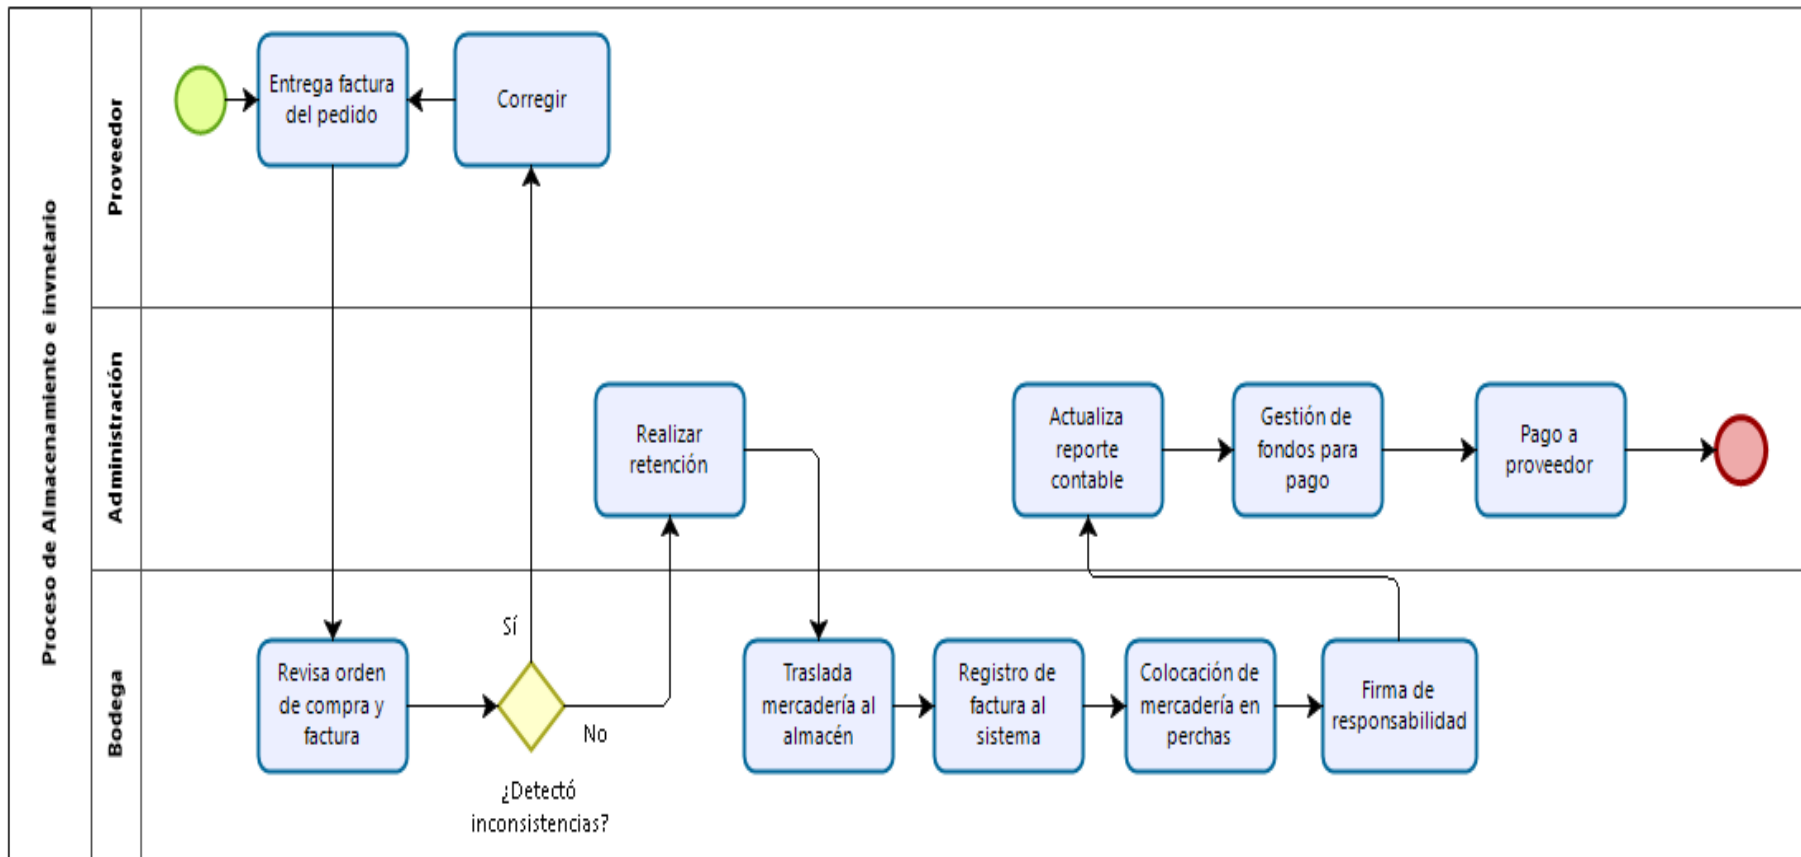 Proceso de Almacenamiento e invnetario
Proveedor
Entrega factura
del pedido
Corregir
Administración
Realizar
retención
Actualiza
reporte
contable
Gestión de
fondos para
pago
Pago a
proveedor
Bodega
Revisa orden
de compra y
factura
Sí
No
¿Detectó
inconsistencias?
Traslada
mercadería al
almacén
Registro de
factura al
sistema
Colocación de
mercadería en
perchas
Firma de
responsabilidad